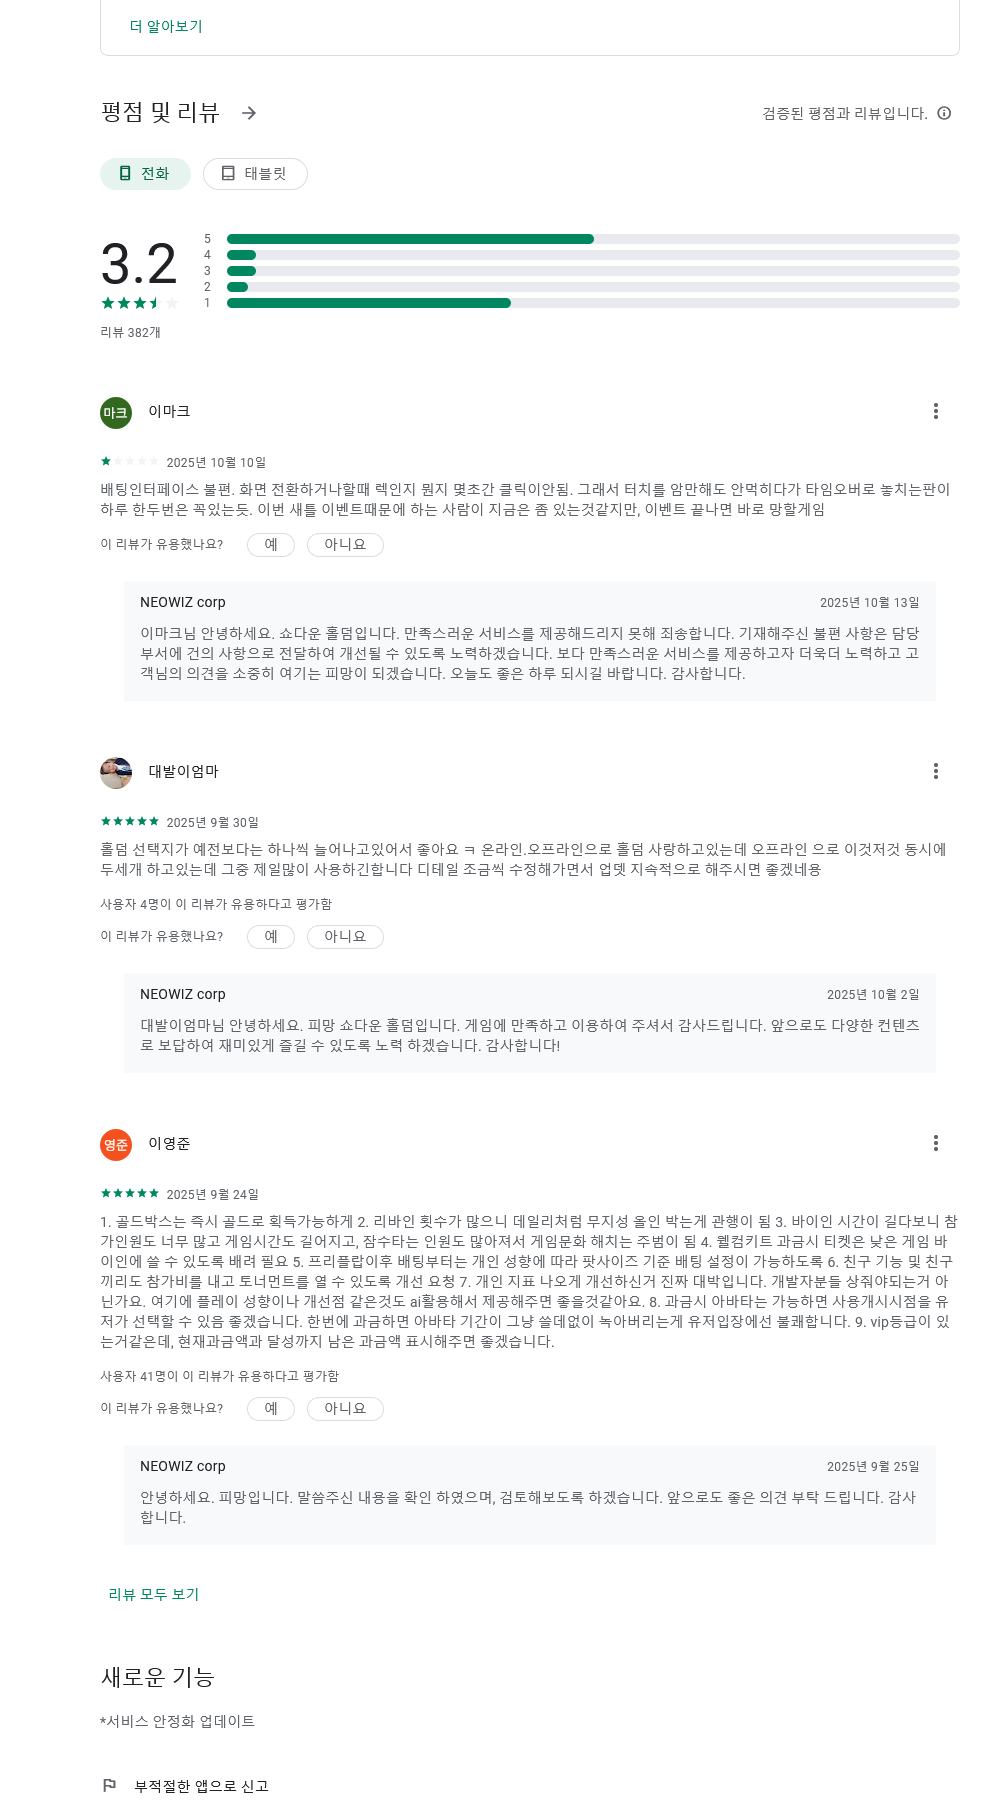 더 알아보기
평점 및 리뷰
검증된 평점과 리뷰입니다.
전화
태블릿
3.2
5
4
3
2
1
리뷰 382개
마크
이마크
2025년 10월 10일
배팅인터페이스 불편. 화면 전환하거나할때 렉인지 뭔지 몇초간 클릭이안됨. 그래서 터치를 암만해도 안먹히다가 타임오버로 놓치는판이
하루 한두번은 꼭있는듯. 이번 새틀 이벤트때문에 하는 사람이 지금은 좀 있는것같지만, 이벤트 끝나면 바로 망할게임
이 리뷰가 유용했나요?
예
아니요
NEOWIZ corp
2025년 10월 13일
이마크님 안녕하세요. 쇼다운 홀덤입니다. 만족스러운 서비스를 제공해드리지 못해 죄송합니다. 기재해주신 불편 사항은 담당
부서에 건의 사항으로 전달하여 개선될 수 있도록 노력하겠습니다. 보다 만족스러운 서비스를 제공하고자 더욱더 노력하고 고
객님의 의견을 소중히 여기는 피망이 되겠습니다. 오늘도 좋은 하루 되시길 바랍니다. 감사합니다.
대발이엄마
2025년 9월 30일
홀덤 선택지가 예전보다는 하나씩 늘어나고있어서 좋아요 ㅋ 온라인.오프라인으로 홀덤 사랑하고있는데 오프라인 으로 이것저것 동시에
두세개 하고있는데 그중 제일많이 사용하긴합니다 디테일 조금씩 수정해가면서 업뎃 지속적으로 해주시면 좋겠네용
사용자 4명이 이 리뷰가 유용하다고 평가함
이 리뷰가 유용했나요?
예
아니요
NEOWIZ corp
2025년 10월 2일
대발이엄마님 안녕하세요. 피망 쇼다운 홀덤입니다. 게임에 만족하고 이용하여 주셔서 감사드립니다. 앞으로도 다양한 컨텐츠
로 보답하여 재미있게 즐길 수 있도록 노력 하겠습니다. 감사합니다!
영준
이영준
2025년 9월 24일
1. 골드박스는 즉시 골드로 획득가능하게 2. 리바인 횟수가 많으니 데일리처럼 무지성 올인 박는게 관행이 됨 3. 바이인 시간이 길다보니 참
가인원도 너무 많고 게임시간도 길어지고, 잠수타는 인원도 많아져서 게임문화 해치는 주범이 됨 4. 웰컴키트 과금시 티켓은 낮은 게임 바
이인에 쓸 수 있도록 배려 필요 5. 프리플랍이후 배팅부터는 개인 성향에 따라 팟사이즈 기준 배팅 설정이 가능하도록 6. 친구 기능 및 친구
끼리도 참가비를 내고 토너먼트를 열 수 있도록 개선 요청 7. 개인 지표 나오게 개선하신거 진짜 대박입니다. 개발자분들 상줘야되는거 아
닌가요. 여기에 플레이 성향이나 개선점 같은것도 ai활용해서 제공해주면 좋을것같아요. 8. 과금시 아바타는 가능하면 사용개시시점을 유
저가 선택할 수 있음 좋겠습니다. 한번에 과금하면 아바타 기간이 그냥 쓸데없이 녹아버리는게 유저입장에선 불쾌합니다. 9. vip등급이 있
는거같은데, 현재과금액과 달성까지 남은 과금액 표시해주면 좋겠습니다.
사용자 41명이 이 리뷰가 유용하다고 평가함
이 리뷰가 유용했나요?
예
아니요
NEOWIZ corp
2025년 9월 25일
안녕하세요. 피망입니다. 말씀주신 내용을 확인 하였으며, 검토해보도록 하겠습니다. 앞으로도 좋은 의견 부탁 드립니다. 감사
합니다.
리뷰 모두 보기
새로운 기능
*서비스 안정화 업데이트
부적절한 앱으로 신고